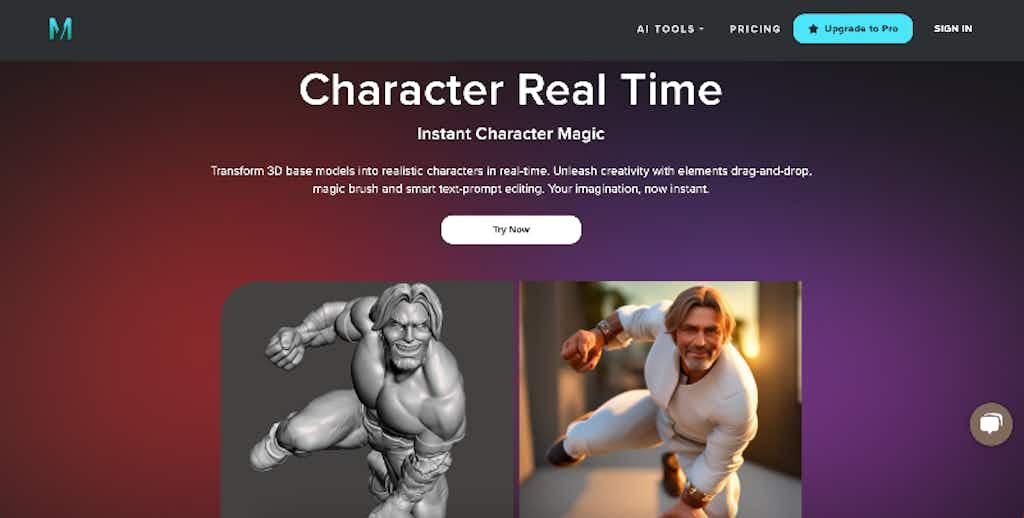 M
AI TOOLS
PRICING
Upgrade to Pro
SIGN IN
Character Real Time
Instant Character Magic
Transform 3D base models into realistic characters in real-time. Unleash creativity with elements drag-and-drop,
magic brush and smart text-prompt editing. Your imagination, now instant.
Try Now